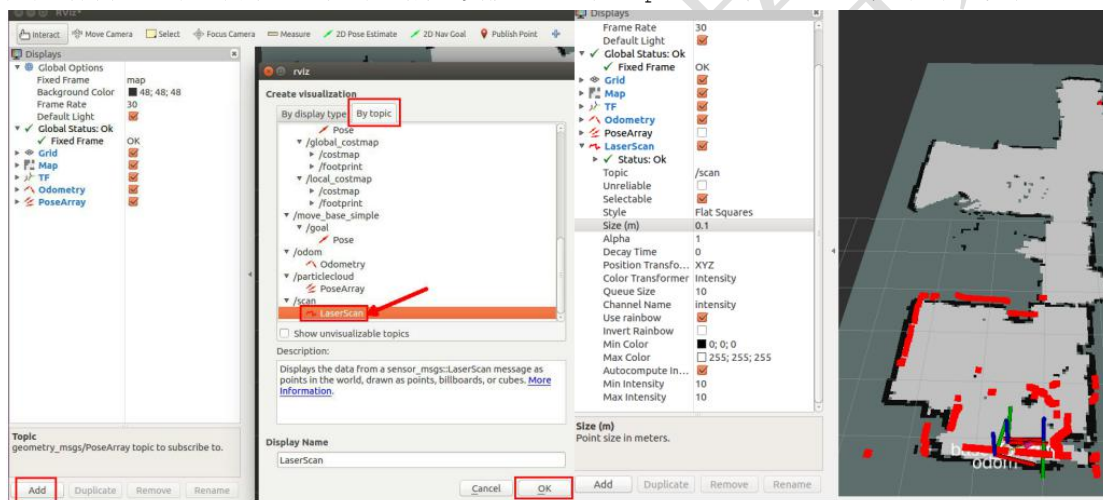 RViz*
Interact Move Camera Select Focus Camera Measure 2D Pose Estimate 2D Nav Goal Publish Point
Displays
Global Options
Fixed Frame map
Background Color 48; 48; 48
Frame Rate 30
Default Light
Global Status: Ok
Fixed Frame OK
Grid
Map
TF
Odometry
PoseArray
Topic
geometry_msgs/PoseArray topic to subscribe to.
Add Duplicate Remove Rename
rviz
Create visualization
By display type By topic
Pose
/global_costmap
/costmap
/footprint
/local_costmap
/costmap
/footprint
/move_base_simple
/goal
Pose
/odom
Odometry
/particlecloud
PoseArray
/scan
LaserScan
Show unvisualizable topics
Description:
Displays the data from a sensor_msgs::LaserScan message as
points in the world, drawn as points, billboards, or cubes. More
Information.
Display Name
LaserScan
Cancel OK
Displays
Frame Rate 30
Default Light
Global Status: Ok
Fixed Frame OK
Grid
Map
TF
Odometry
PoseArray
LaserScan
Status: Ok
Topic /scan
Unreliable
Selectable
Style Flat Squares
Size (m) 0.1
Alpha 1
Decay Time 0
Position Transfo... XYZ
Color Transformer Intensity
Queue Size 10
Channel Name intensity
Use rainbow
Invert Rainbow
Min Color 0; 0; 0
Max Color 255; 255; 255
Autocompute In...
Min Intensity 10
Max Intensity 10
Size (m)
Point size in meters.
Add Duplicate Remove Rename
odom